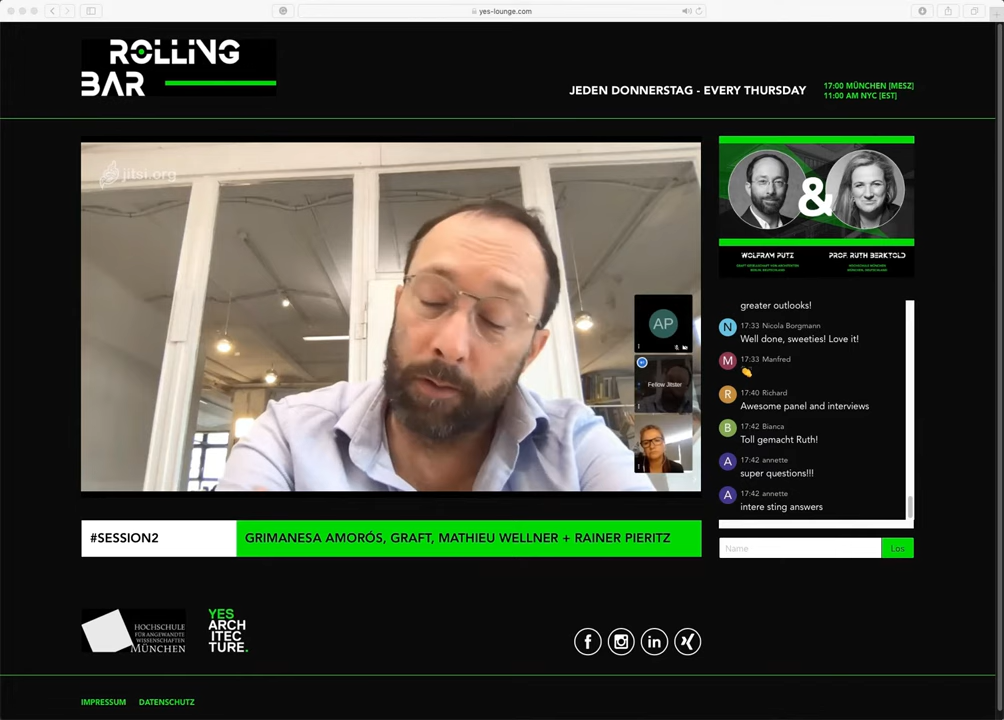 yes-lounge.com
ROLLING
BAR
JEDEN DONNERSTAG - EVERY THURSDAY
17:00 MÜNCHEN [MESZ]
11:00 AM NYC [EST]
jitsi.org
&
WOLFRAM PUTZ
PROF. RUTH BERKTOLD
AP
Fellow Jitster
greater outlooks!
N
17:33 Nicola Borgmann
Well done, sweeties! Love it!
M
17:33 Manfred
👏
R
17:40 Richard
Awesome panel and interviews
B
17:42 Bianca
Toll gemacht Ruth!
A
17:42 annette
super questions!!!
A
17:42 annette
intere sting answers
Name
Los
#SESSION2
GRIMANESA AMORÓS, GRAFT, MATHIEU WELLNER + RAINER PIERITZ
HOCHSCHULE
FÜR ANGEWANDTE
WISSENSCHAFTEN
MÜNCHEN
YES
ARCH
ITEC
TURE.
IMPRESSUM
DATENSCHUTZ